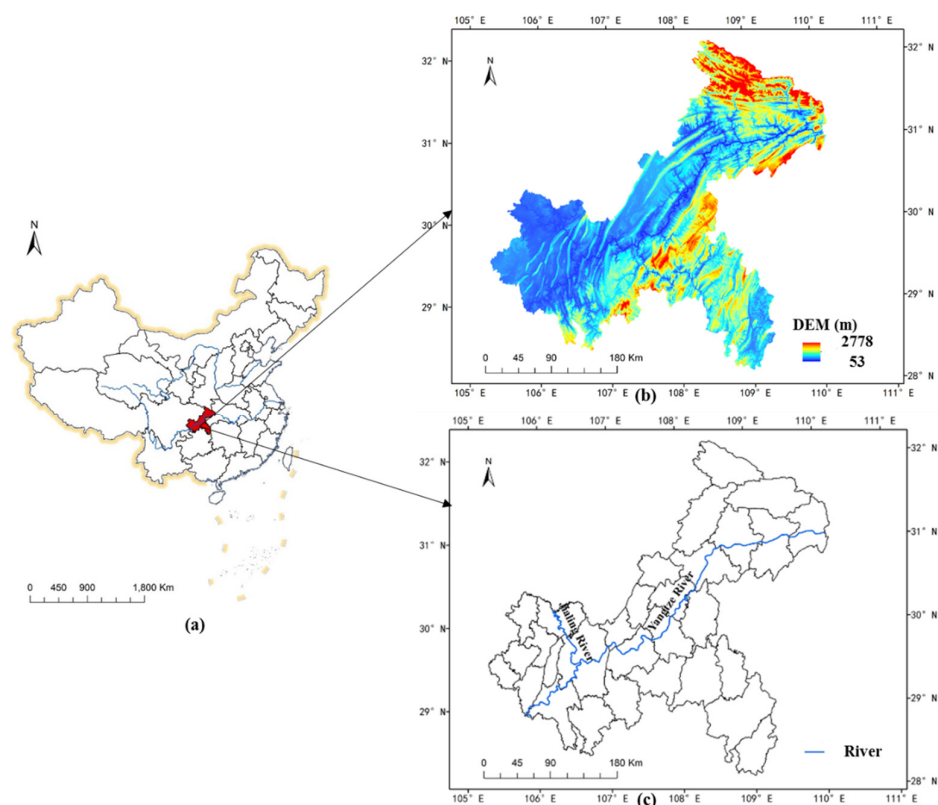 N
0 450 900 1,800 Km
(a)
105° E 106° E 107° E 108° E 109° E 110° E 111° E
32° N 32° N
N
31° N 31° N
30° N 30° N
29° N 29° N
28° N
DEM (m)
2778
53
0 45 90 180 KM
(b)
105° E 106° E 107° E 108° E 109° E 110° E 111° E
105° E 106° E 107° E 108° E 109° E 110° E 111° E
32° N 32° N
N
31° N 31° N
30° N 30° N
29° N 29° N
28° N
Jialing River
Yangtze River
River
0 45 90 180 Km
(c)
105° E 106° E 107° E 108° E 109° E 110° E 111° E